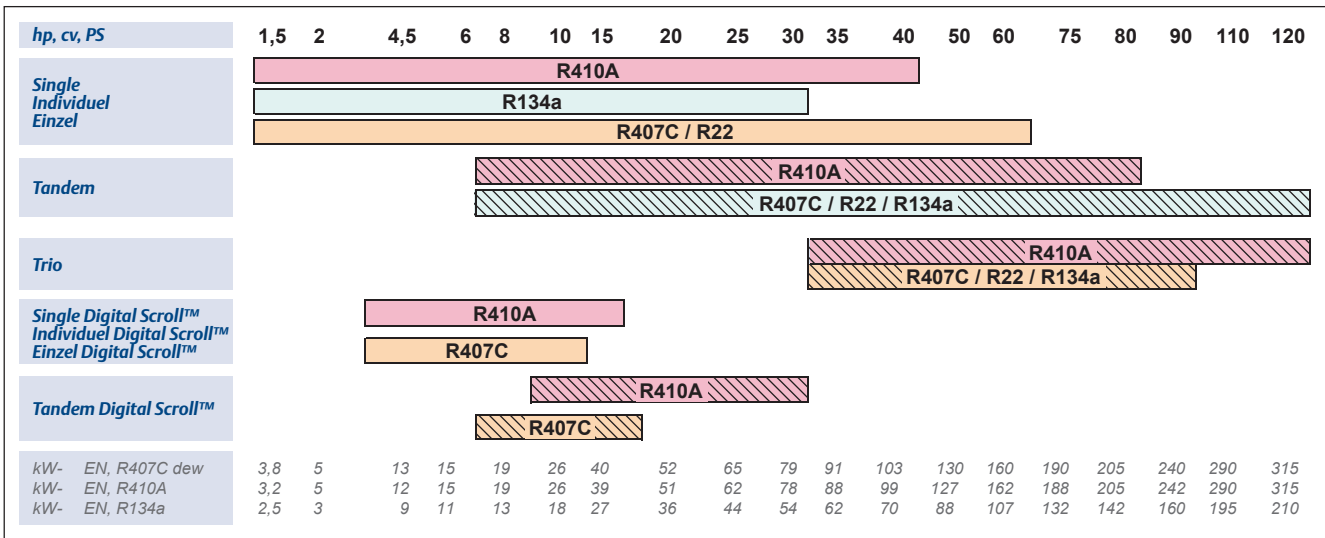 hp, cv, PS 1,5 2 4,5 6 8 10 15 20 25 30 35 40 50 60 75 80 90 110 120
Single
Individuel
Einzel
R410A
R134a
R407C / R22
Tandem
R410A
R407C / R22 / R134a
Trio
R410A
R407C / R22 / R134a
Single Digital Scroll™
Individuel Digital Scroll™
Einzel Digital Scroll™
R410A
R407C
Tandem Digital Scroll™
R410A
R407C
kW- EN, R407C dew 3,8 5 13 15 19 26 40 52 65 79 91 103 130 160 190 205 240 290 315
kW- EN, R410A 3,2 5 12 15 19 26 39 51 62 78 88 99 127 162 188 205 242 290 315
kW- EN, R134a 2,5 3 9 11 13 18 27 36 44 54 62 70 88 107 132 142 160 195 210